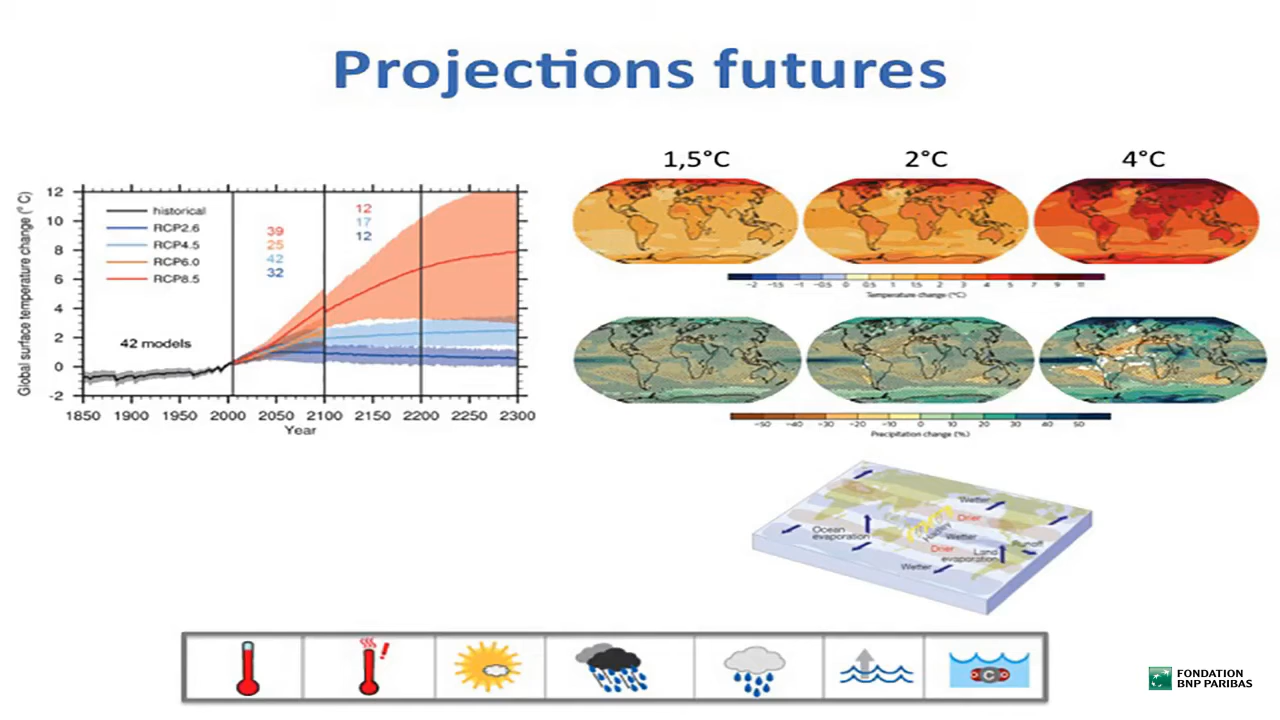 Projections futures
1,5°C 2°C 4°C
Global surface temperature change (°C)
12
10
8
6
4
2
0
-2
historical
RCP2.6
RCP4.5
RCP6.0
RCP8.5
39
25
42
32
12
17
12
42 models
1850 1900 1950 2000 2050 2100 2150 2200 2250 2300
Year
-2 -1.5 -1 -0.5 0 0.5 1 1.5 2 3 4 5 7 9 11
Temperature change (°C)
-50 -40 -30 -20 -10 0 10 20 30 40 50
Precipitation change (%)
Wetter
Drier
Ocean
evaporation
Hadley
Wetter
Runoff
Drier
Land
evaporation
Wetter
!
C
FONDATION
BNP PARIBAS